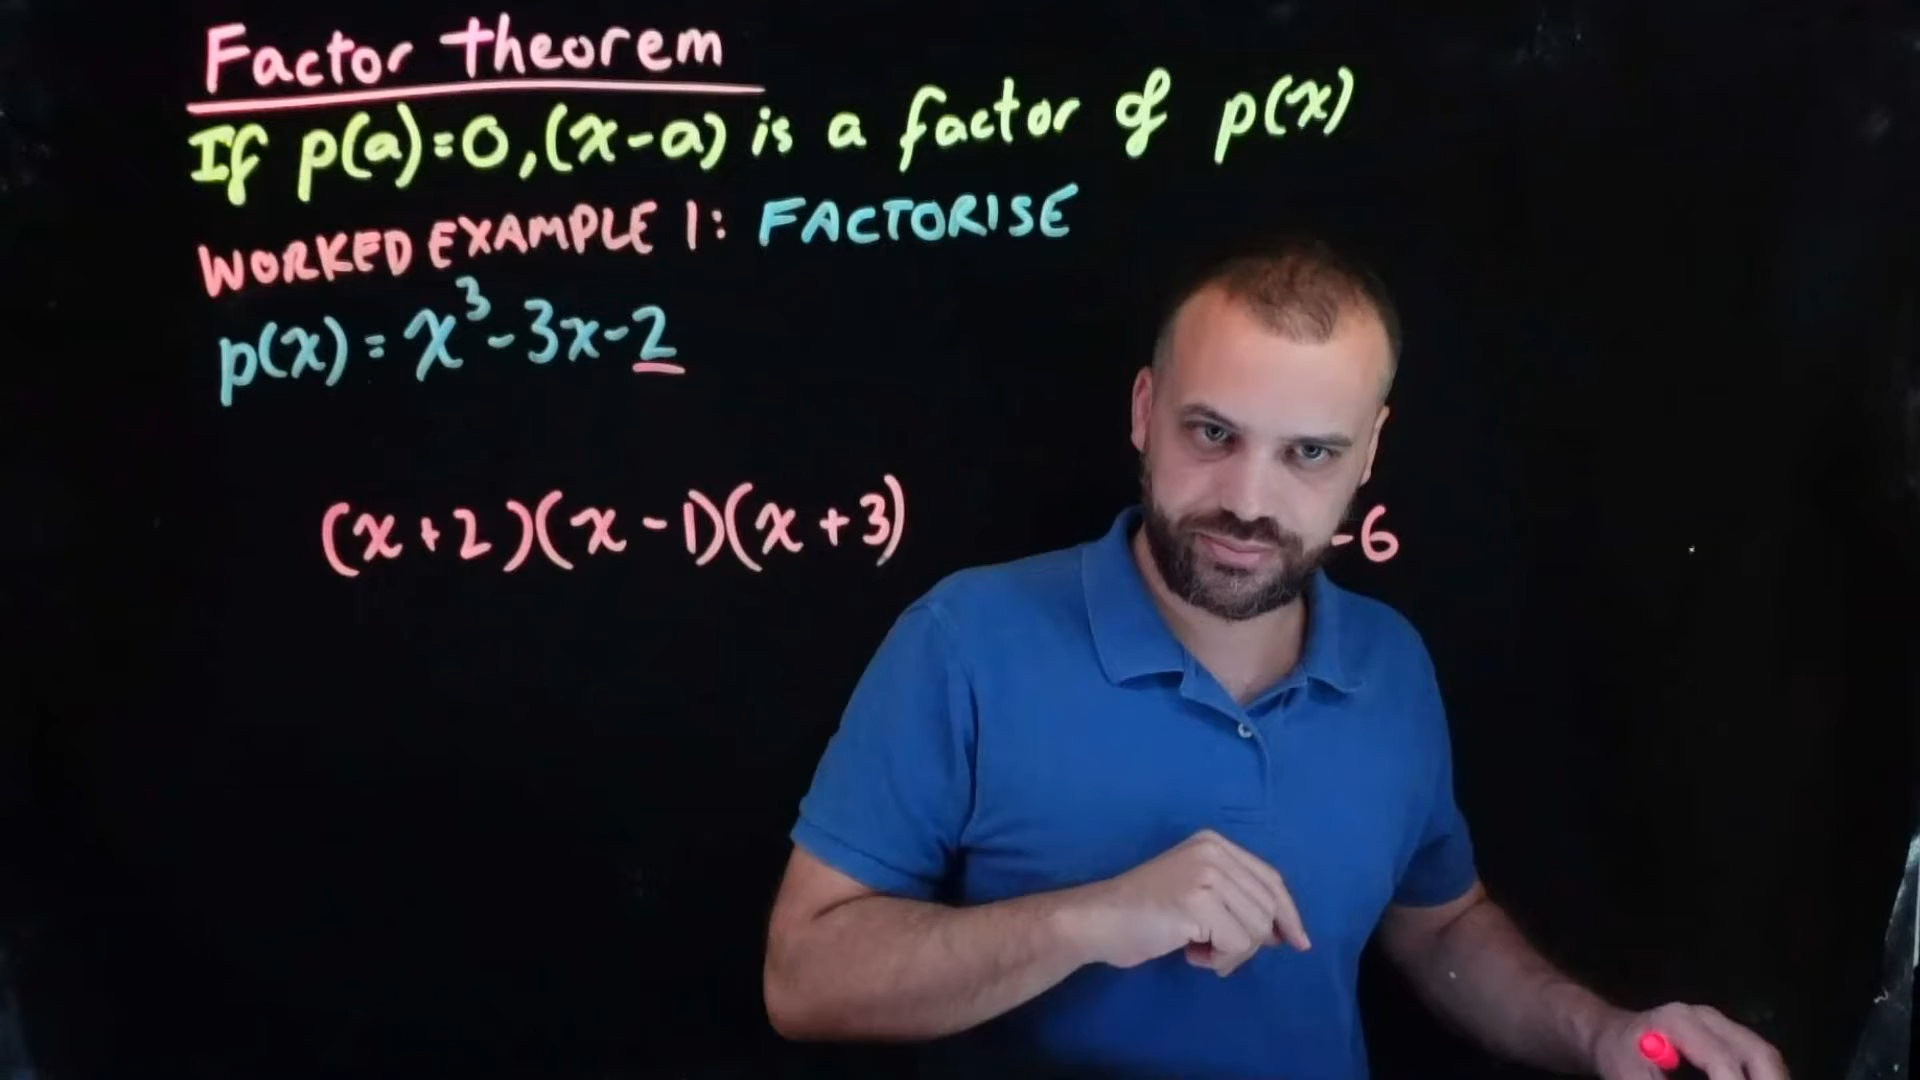 Factor theorem
If p(a)=0,(x-a) is a factor of p(x)
WORKED EXAMPLE 1: FACTORISE
p(x) = x³-3x-2
(x+2)(x-1)(x+3) -6